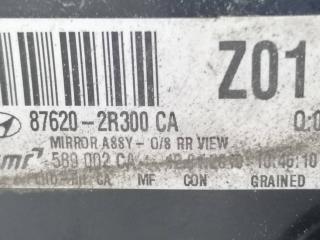 Z01
87620-2R300 CA
MIRROR ASSY- O/S RR VIEW
589 002 CA
CA MF CON GRAINED